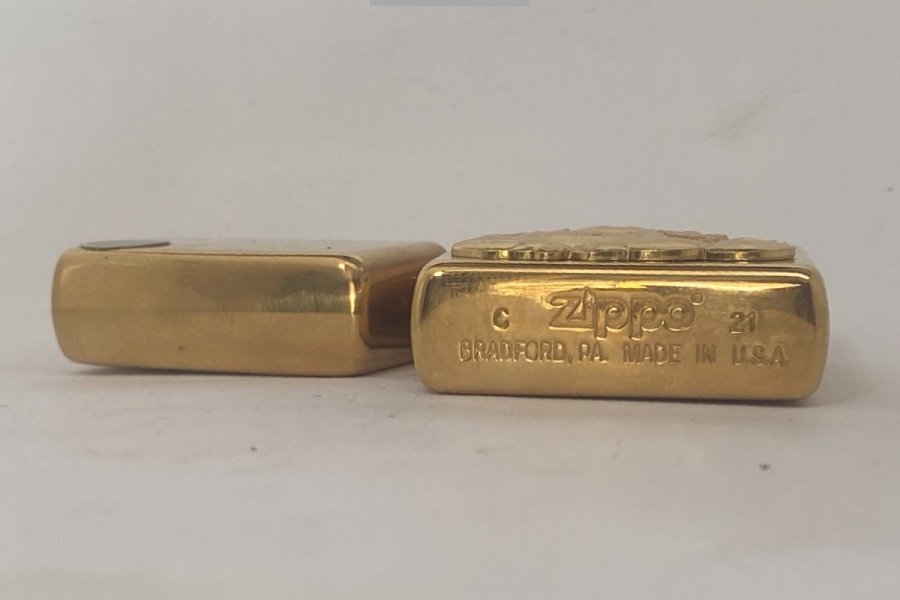 C Zippo® 21
BRADFORD, PA. MADE IN U.S.A.